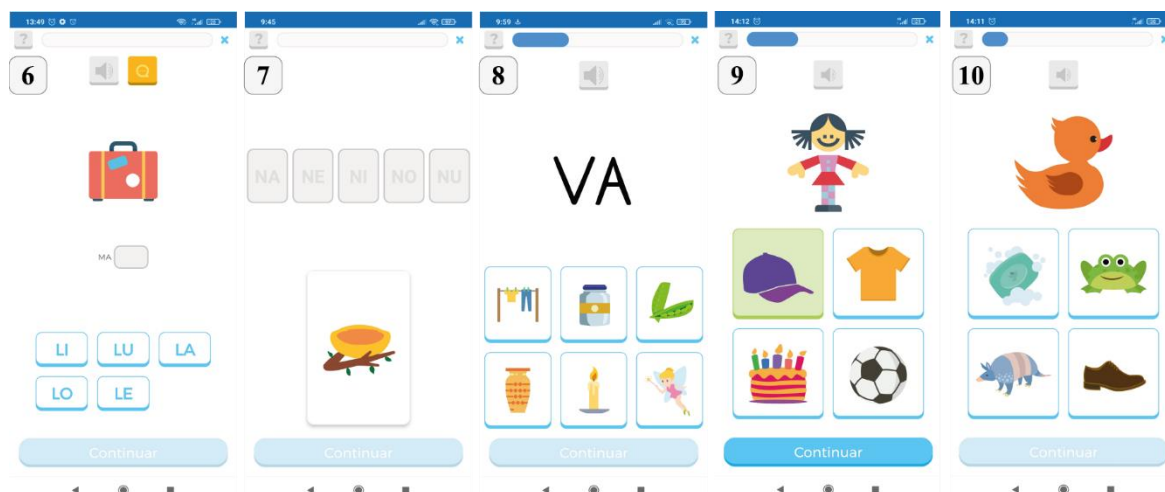 13:49
?
6
MA
LI LU LA
LO LE
Continuar
9:45
?
7
NA NE NI NO NU
Continuar
9:59
?
8
VA
Continuar
14:12
?
9
Continuar
14:11
?
10
Continuar